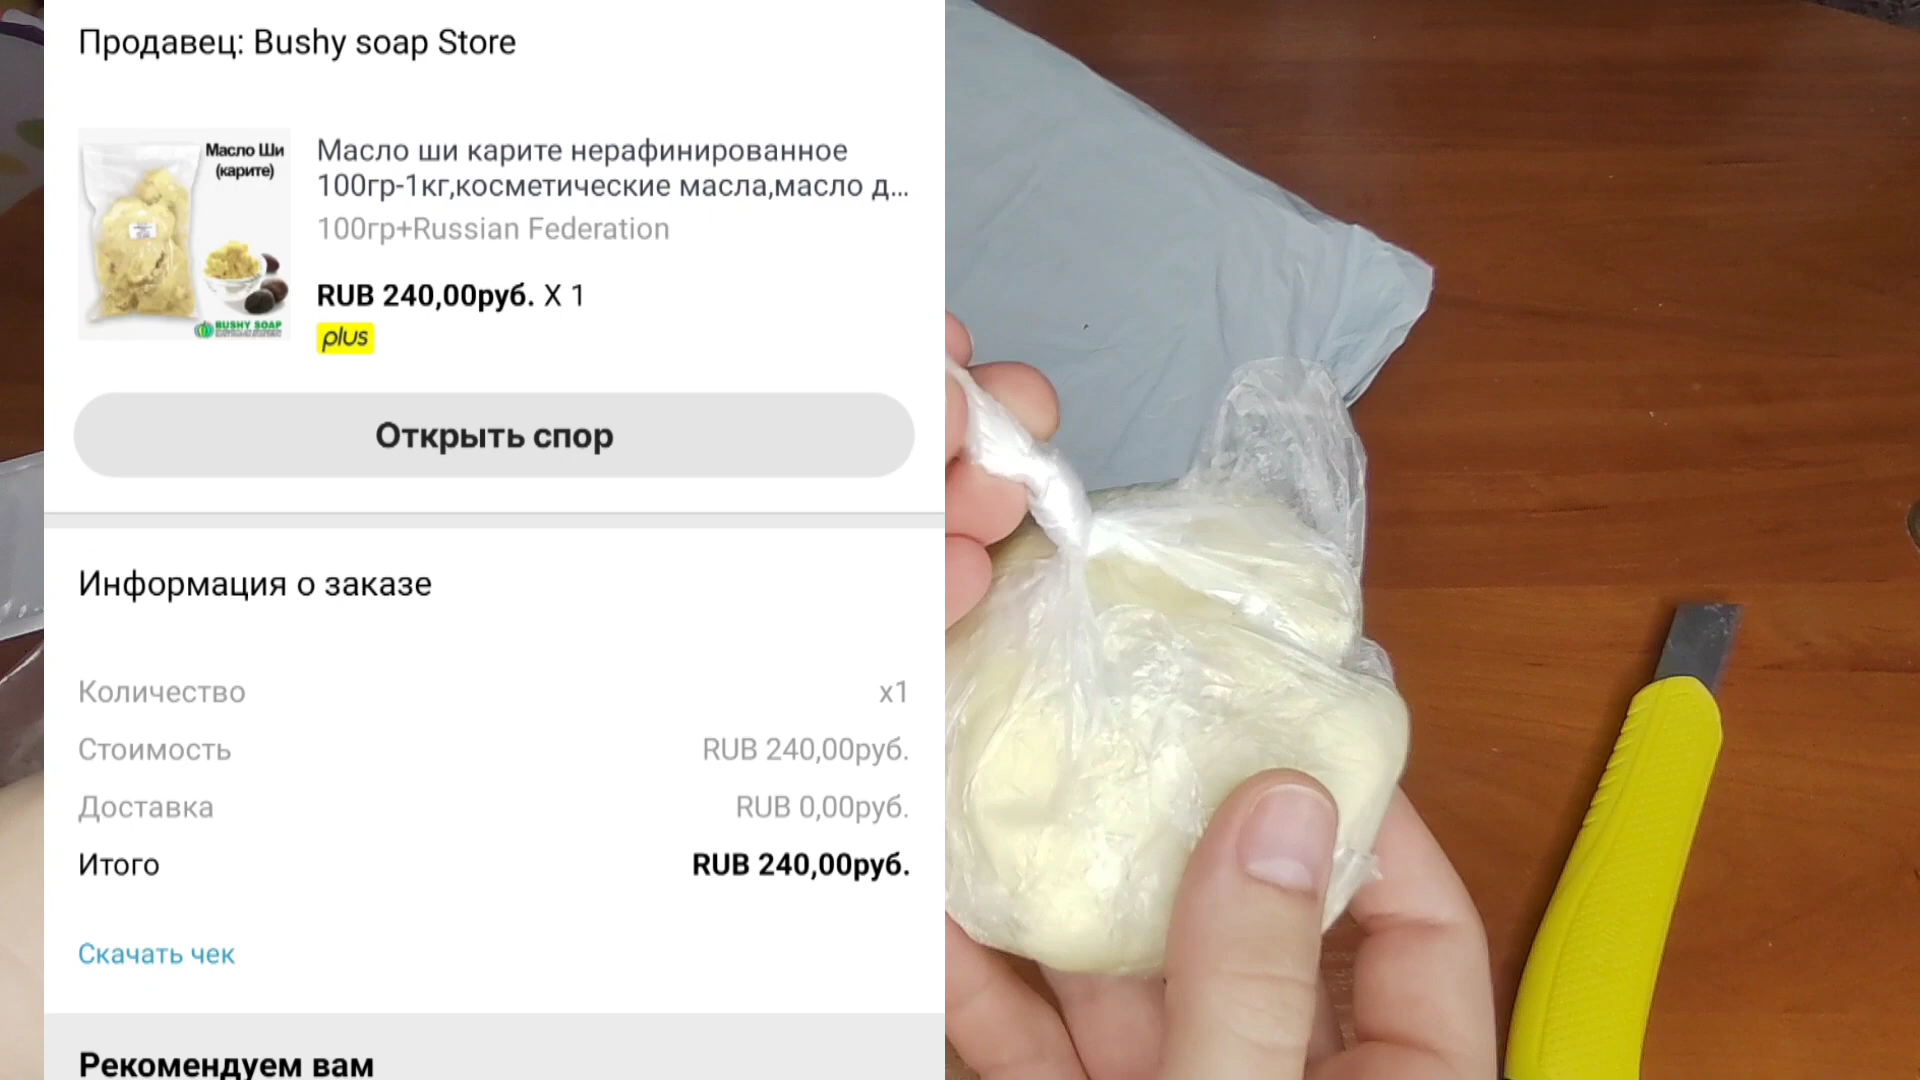 Продавец: Bushy soap Store
Масло Ши
(карите)
BUSHY SOAP
Масло ши карите нерафинированное
100гр-1кг,косметические масла,масло д...
100гр+Russian Federation
RUB 240,00руб. X 1
plus
Открыть спор
Информация о заказе
Количество x1
Стоимость RUB 240,00руб.
Доставка RUB 0,00руб.
Итого RUB 240,00руб.
Скачать чек
Рекомендуем вам